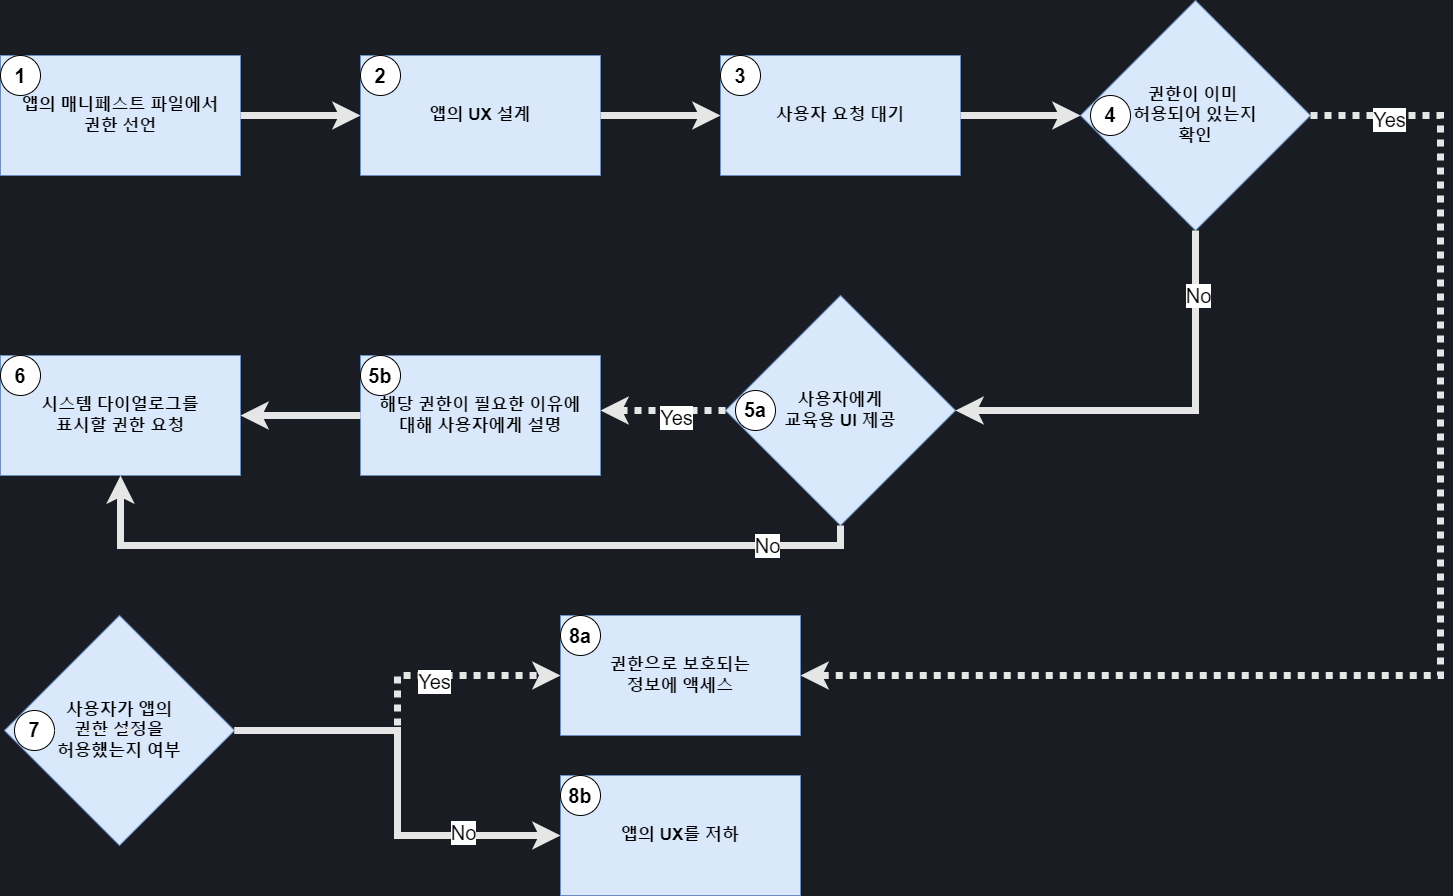 1
앱의 매니페스트 파일에서
권한 선언
2
앱의 UX 설계
3
사용자 요청 대기
4
권한이 이미
허용되어 있는지
확인
Yes
No
5a
사용자에게
교육용 UI 제공
Yes
No
5b
해당 권한이 필요한 이유에
대해 사용자에게 설명
6
시스템 다이얼로그를
표시할 권한 요청
7
사용자가 앱의
권한 설정을
허용했는지 여부
Yes
No
8a
권한으로 보호되는
정보에 액세스
8b
앱의 UX를 저하